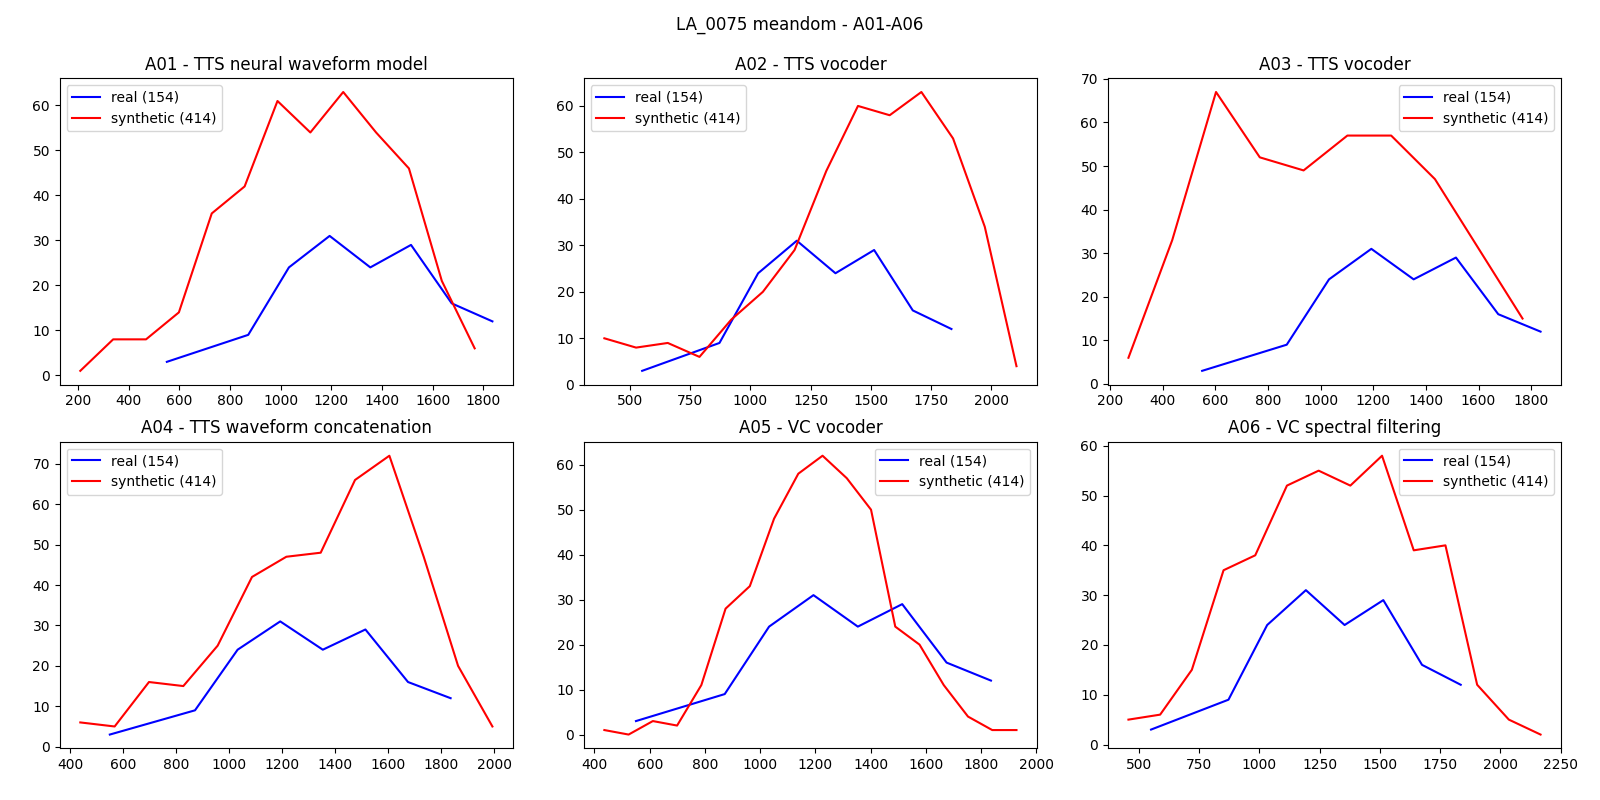 LA_0075 meandom - A01-A06
A01 - TTS neural waveform model
real (154)
synthetic (414)
60
50
40
30
20
10
0
200 400 600 800 1000 1200 1400 1600 1800
A02 - TTS vocoder
real (154)
synthetic (414)
60
50
40
30
20
10
0
500 750 1000 1250 1500 1750 2000
A03 - TTS vocoder
real (154)
synthetic (414)
70
60
50
40
30
20
10
0
200 400 600 800 1000 1200 1400 1600 1800
A04 - TTS waveform concatenation
real (154)
synthetic (414)
70
60
50
40
30
20
10
0
400 600 800 1000 1200 1400 1600 1800 2000
A05 - VC vocoder
real (154)
synthetic (414)
60
50
40
30
20
10
0
400 600 800 1000 1200 1400 1600 1800 2000
A06 - VC spectral filtering
real (154)
synthetic (414)
60
50
40
30
20
10
0
500 750 1000 1250 1500 1750 2000 2250